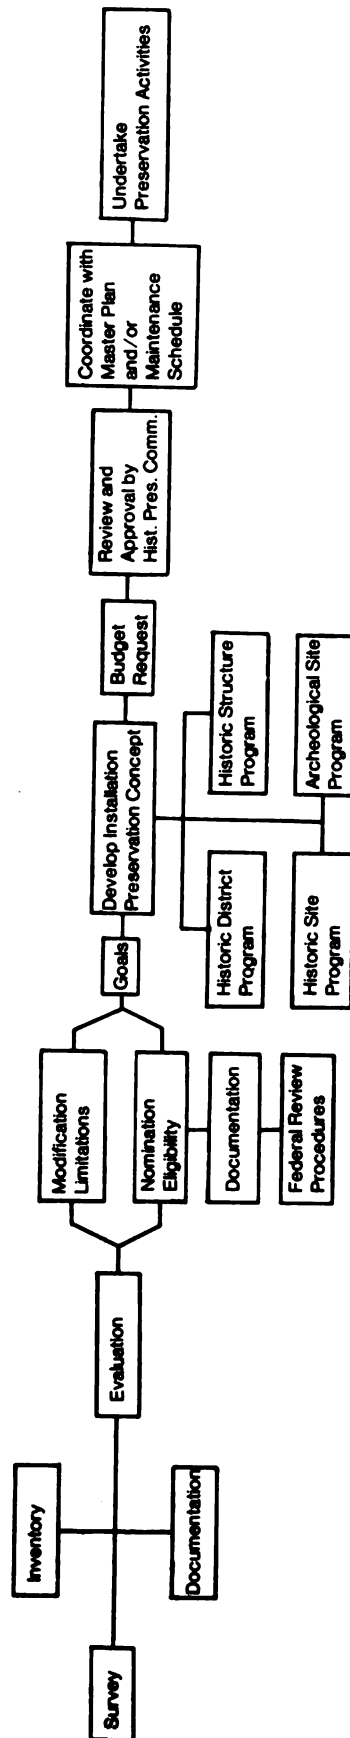 Survey
Inventory
Documentation
Evaluation
Modification
Limitations
Nomination
Eligibility
Documentation
Federal Review
Procedures
Goals
Develop Installation
Preservation Concept
Historic District
Program
Historic Structure
Program
Historic Site
Program
Archeological Site
Program
Budget
Request
Review and
Approval by
Hist. Pres. Comm.
Coordinate with
Master Plan
and/or
Maintenance
Schedule
Undertake
Preservation Activities